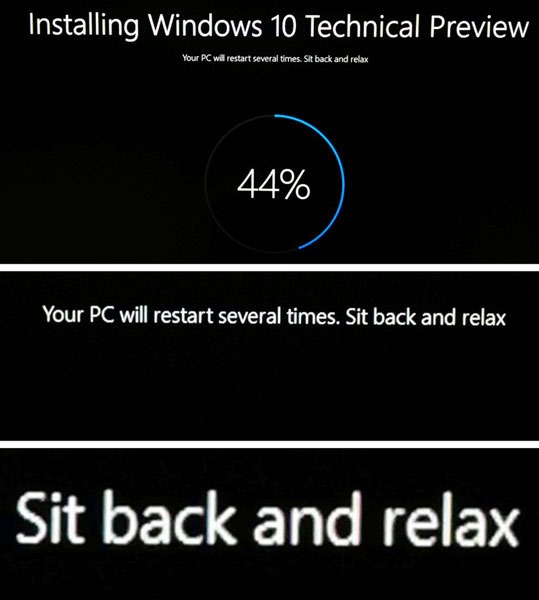 Installing Windows 10 Technical Preview
Your PC will restart several times. Sit back and relax
44%
Your PC will restart several times. Sit back and relax
Sit back and relax